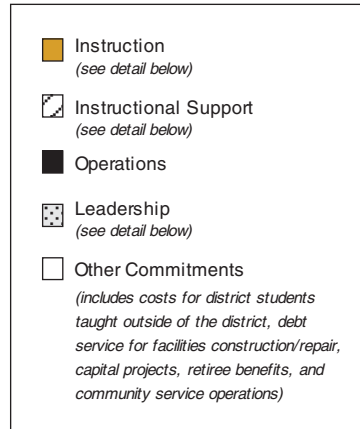 Instruction
(see detail below)
Instructional Support
(see detail below)
Operations
Leadership
(see detail below)
Other Commitments
(includes costs for district students
taught outside of the district, debt
service for facilities construction/repair,
capital projects, retiree benefits, and
community service operations)